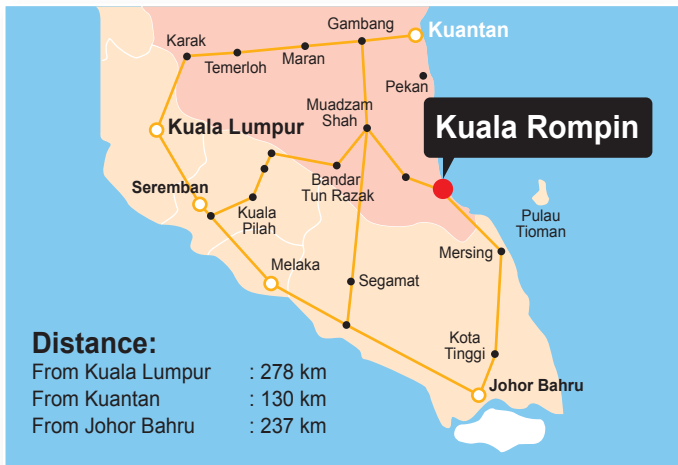 Gambang
Kuantan
Karak
Temerloh
Maran
Pekan
Muadzam
Shah
Kuala Rompin
Kuala Lumpur
Seremban
Bandar
Tun Razak
Kuala
Pilah
Pulau
Tioman
Mersing
Melaka
Segamat
Kota
Tinggi
Johor Bahru
Distance:
From Kuala Lumpur : 278 km
From Kuantan : 130 km
From Johor Bahru : 237 km